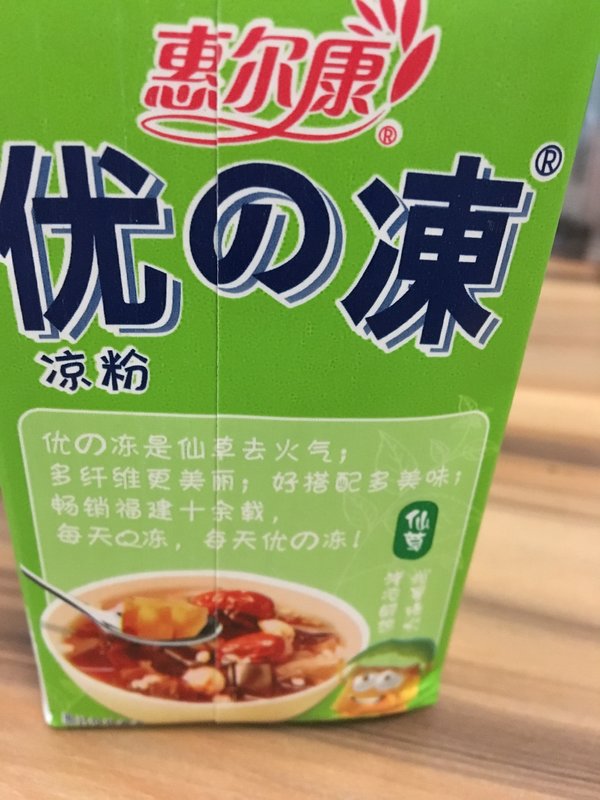 惠尔康®
优の凍®
凉粉
优の冻是仙草去火气；
多纤维更美丽；好搭配多美味；
畅销福建十余载，
每天Q冻，每天优の冻！
仙草